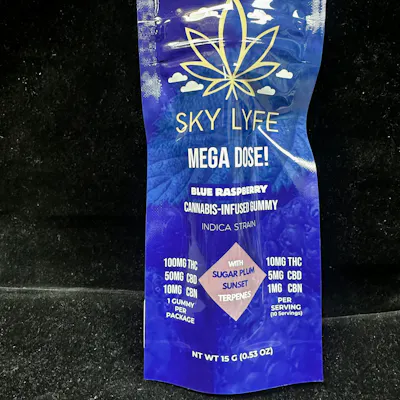 SKY LYFE
MEGA DOSE!
BLUE RASPBERRY
CANNABIS-INFUSED GUMMY
INDICA STRAIN
100MG THC
50MG CBD
10MG CBN
1 GUMMY
PER
PACKAGE
WITH
SUGAR PLUM
SUNSET
TERPENES
10MG THC
5MG CBD
1MG CBN
PER
SERVING
(10 Servings)
NT WT 15 G (0.53 OZ)